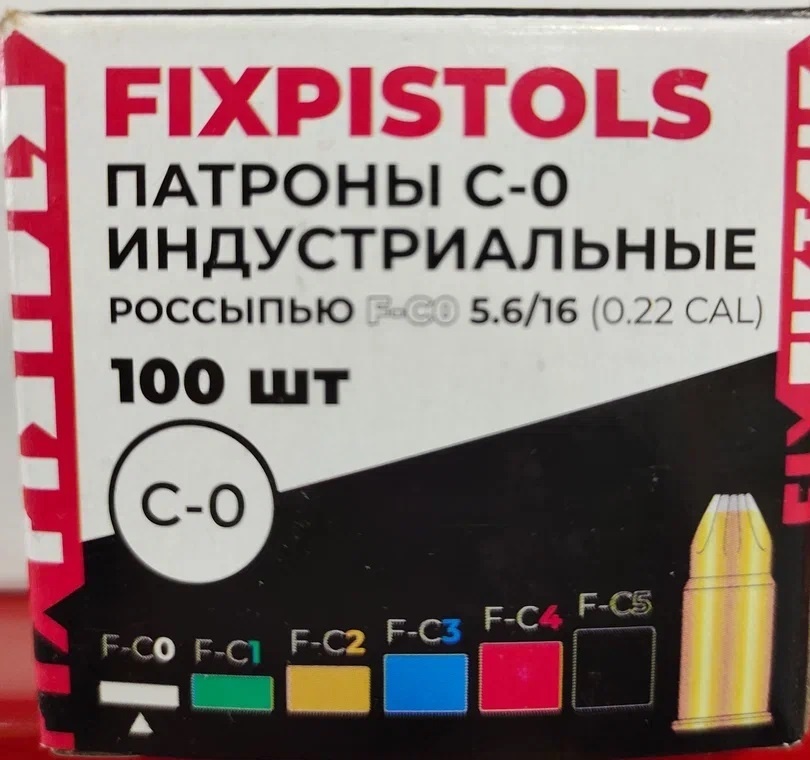 FIXPISTOLS
ПАТРОНЫ С-0
ИНДУСТРИАЛЬНЫЕ
РОССЫПЬЮ F-C0 5.6/16 (0.22 CAL)
100 шт
С-0
F-C0 F-C1 F-C2 F-C3 F-C4 F-C5